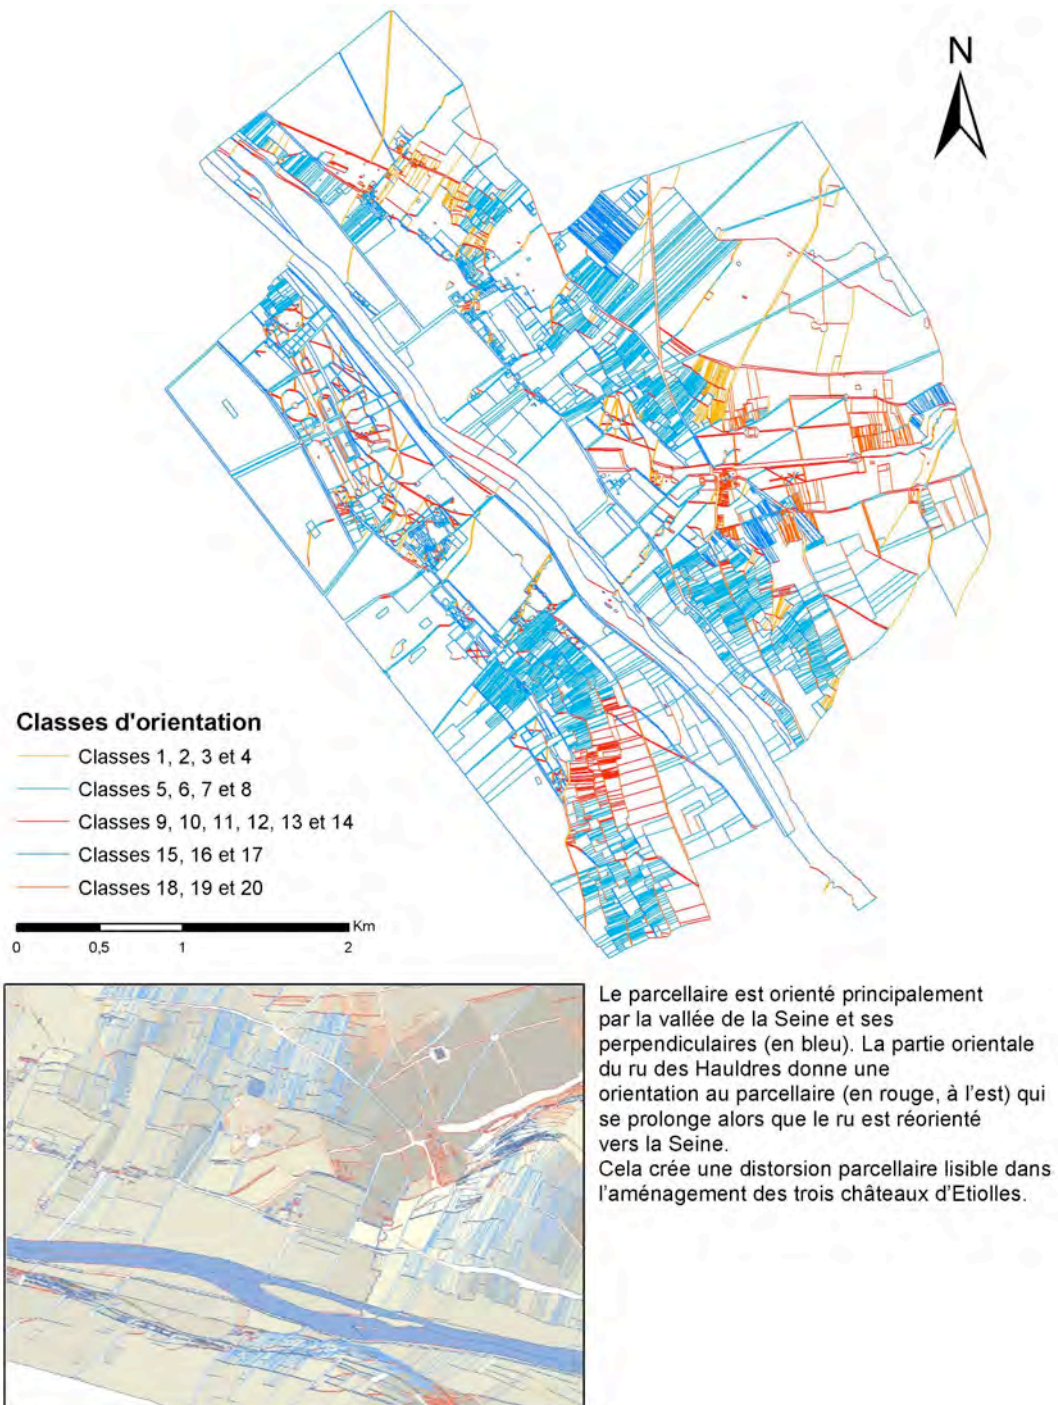 N
Classes d'orientation
Classes 1, 2, 3 et 4
Classes 5, 6, 7 et 8
Classes 9, 10, 11, 12, 13 et 14
Classes 15, 16 et 17
Classes 18, 19 et 20
Km
0 0,5 1 2
Le parcellaire est orienté principalement
par la vallée de la Seine et ses
perpendiculaires (en bleu). La partie orientale
du ru des Hauldres donne une
orientation au parcellaire (en rouge, à l'est) qui
se prolonge alors que le ru est réorienté
vers la Seine.
Cela crée une distorsion parcellaire lisible dans
l'aménagement des trois châteaux d'Etiolles.